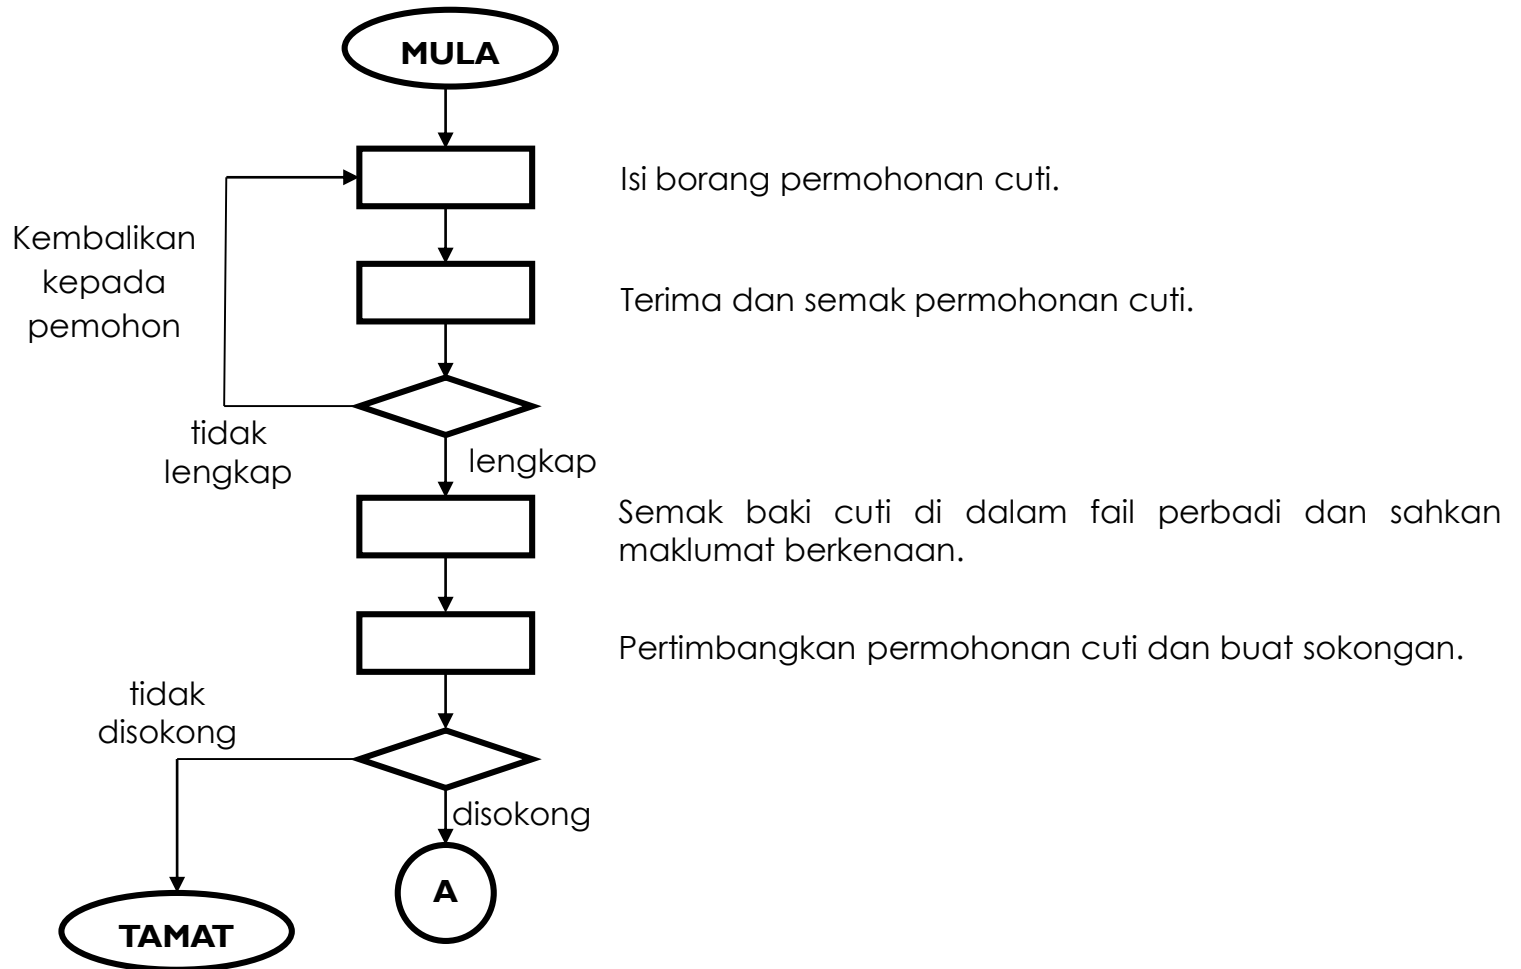 MULA
Isi borang permohonan cuti.
Kembalikan
kepada
pemohon
Terima dan semak permohonan cuti.
tidak
lengkap
lengkap
Semak baki cuti di dalam fail perbadi dan sahkan
maklumat berkenaan.
Pertimbangkan permohonan cuti dan buat sokongan.
tidak
disokong
disokong
A
TAMAT